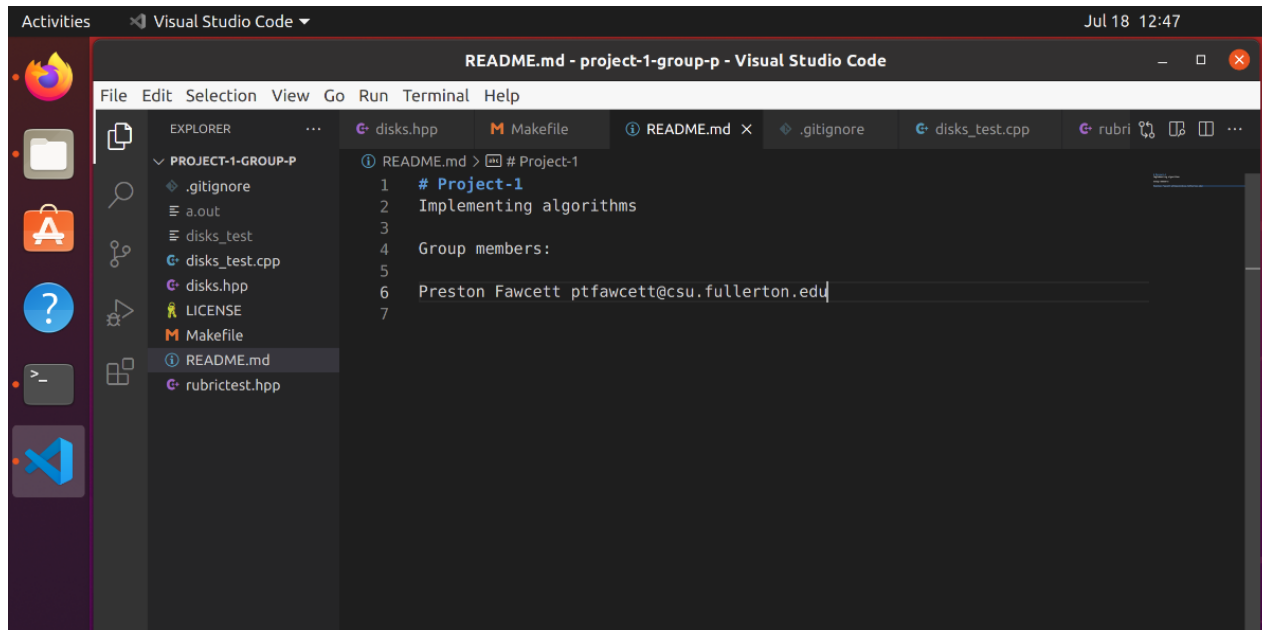 Activities Visual Studio Code Jul 18 12:47
README.md - project-1-group-p - Visual Studio Code
File Edit Selection View Go Run Terminal Help
EXPLORER
disks.hpp
Makefile
README.md
.gitignore
disks_test.cpp
rubri
PROJECT-1-GROUP-P
.gitignore
a.out
disks_test
disks_test.cpp
disks.hpp
LICENSE
Makefile
README.md
rubrictest.hpp
README.md > # Project-1
1 # Project-1
2 Implementing algorithms
3
4 Group members:
5
6 Preston Fawcett ptfawcett@csu.fullerton.edu
7